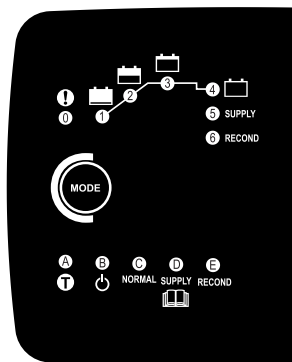 !
0
1
2
3
4
5 SUPPLY
6 RECOND
MODE
A B C D E
T NORMAL SUPPLY RECOND